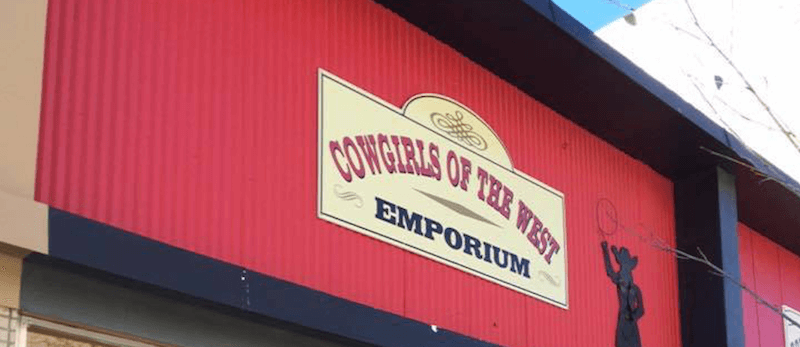 COWGIRLS OF THE WEST
EMPORIUM